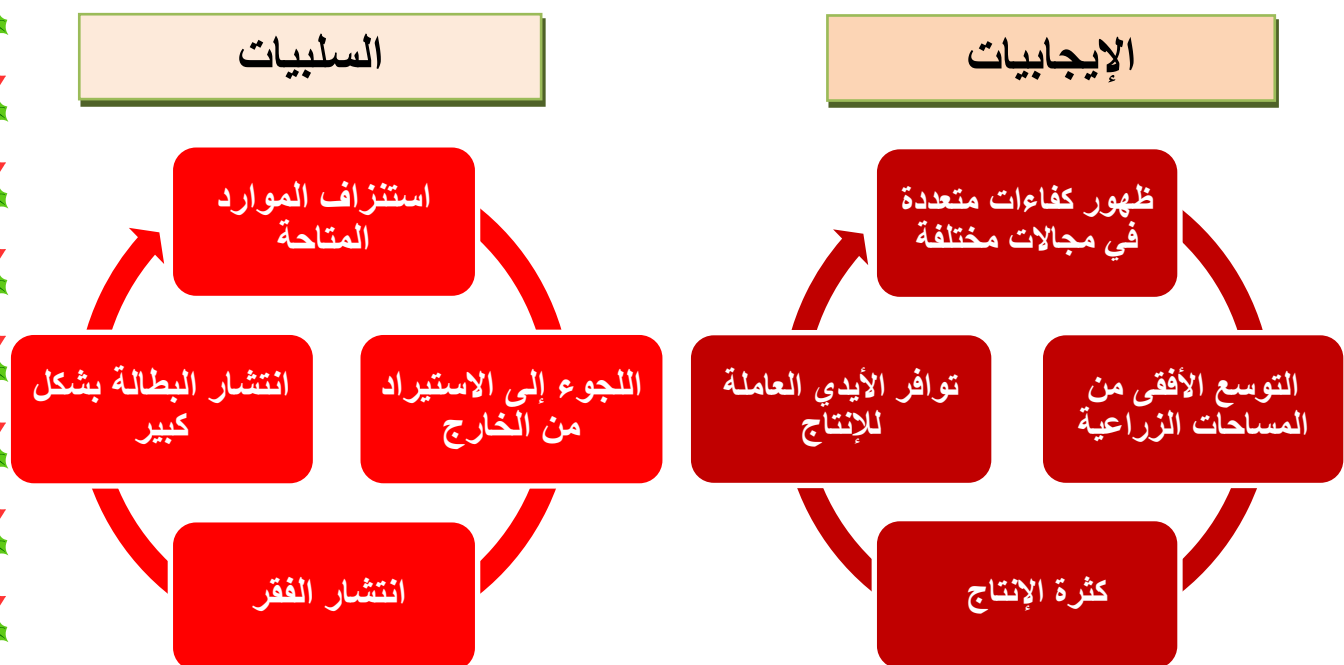 الإيجابيات
ظهور كفاءات متعددة
في مجالات مختلفة
التوسع الأفقى من
المساحات الزراعية
كثرة الإنتاج
توافر الأيدي العاملة
للإنتاج
السلبيات
استنزاف الموارد
المتاحة
اللجوء إلى الاستيراد
من الخارج
انتشار الفقر
انتشار البطالة بشكل
كبير